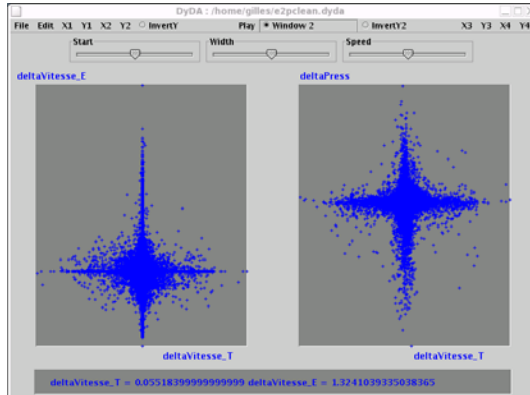 DyDA : /home/gilles/e2pclean.dyda
File Edit X1 Y1 X2 Y2 InvertY Play Window 2 InvertY2 X3 Y3 X4 Y4
Start Width Speed
deltaVitesse_E deltaPress
deltaVitesse_T deltaVitesse_T
deltaVitesse_T = 0.05518399999999999 deltaVitesse_E = 1.3241039335038365